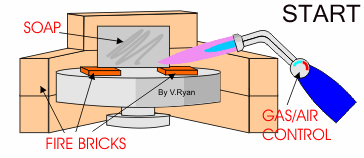 START
SOAP
By V.Ryan
GAS/AIR
CONTROL
FIRE BRICKS